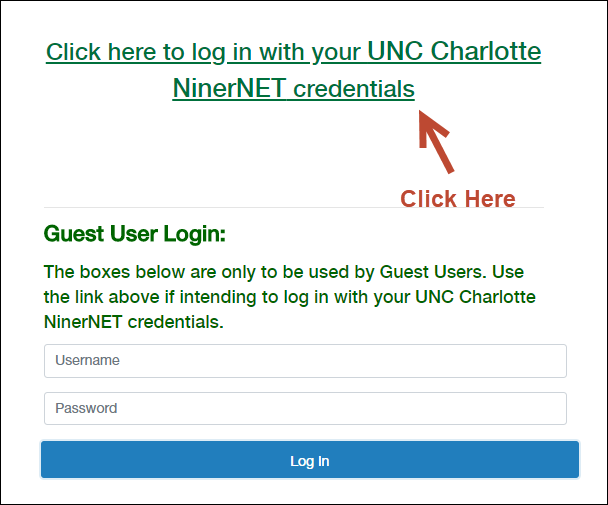 Click here to log in with your UNC Charlotte
NinerNET credentials
Click Here
Guest User Login:
The boxes below are only to be used by Guest Users. Use
the link above if intending to log in with your UNC Charlotte
NinerNET credentials.
Username
Password
Log In